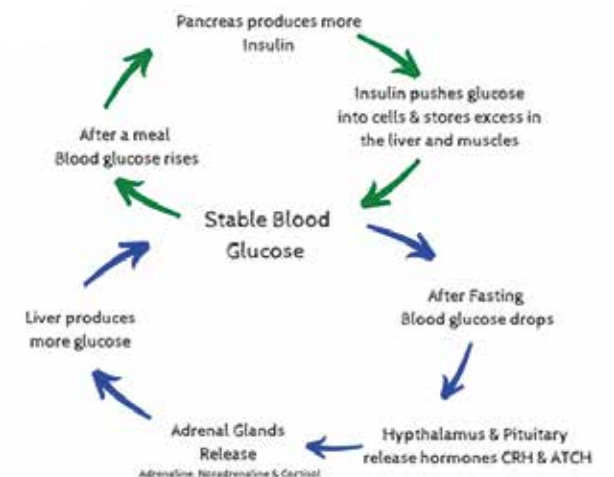 Pancreas produces more
Insulin
Insulin pushes glucose
into cells & stores excess in
the liver and muscles
After a meal
Blood glucose rises
Stable Blood
Glucose
After Fasting
Blood glucose drops
Hypthalamus & Pituitary
release hormones CRH & ATCH
Adrenal Glands
Release
Adrenaline, Noradrenaline & Cortisol
Liver produces
more glucose